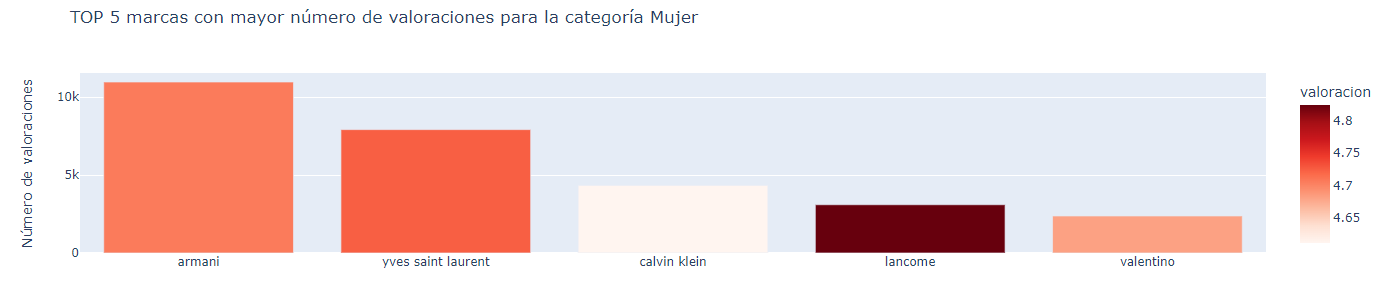 TOP 5 marcas con mayor número de valoraciones para la categoría Mujer
Número de valoraciones
10k
5k
0
armani
yves saint laurent
calvin klein
lancome
valentino
valoracion
4.8
4.75
4.7
4.65